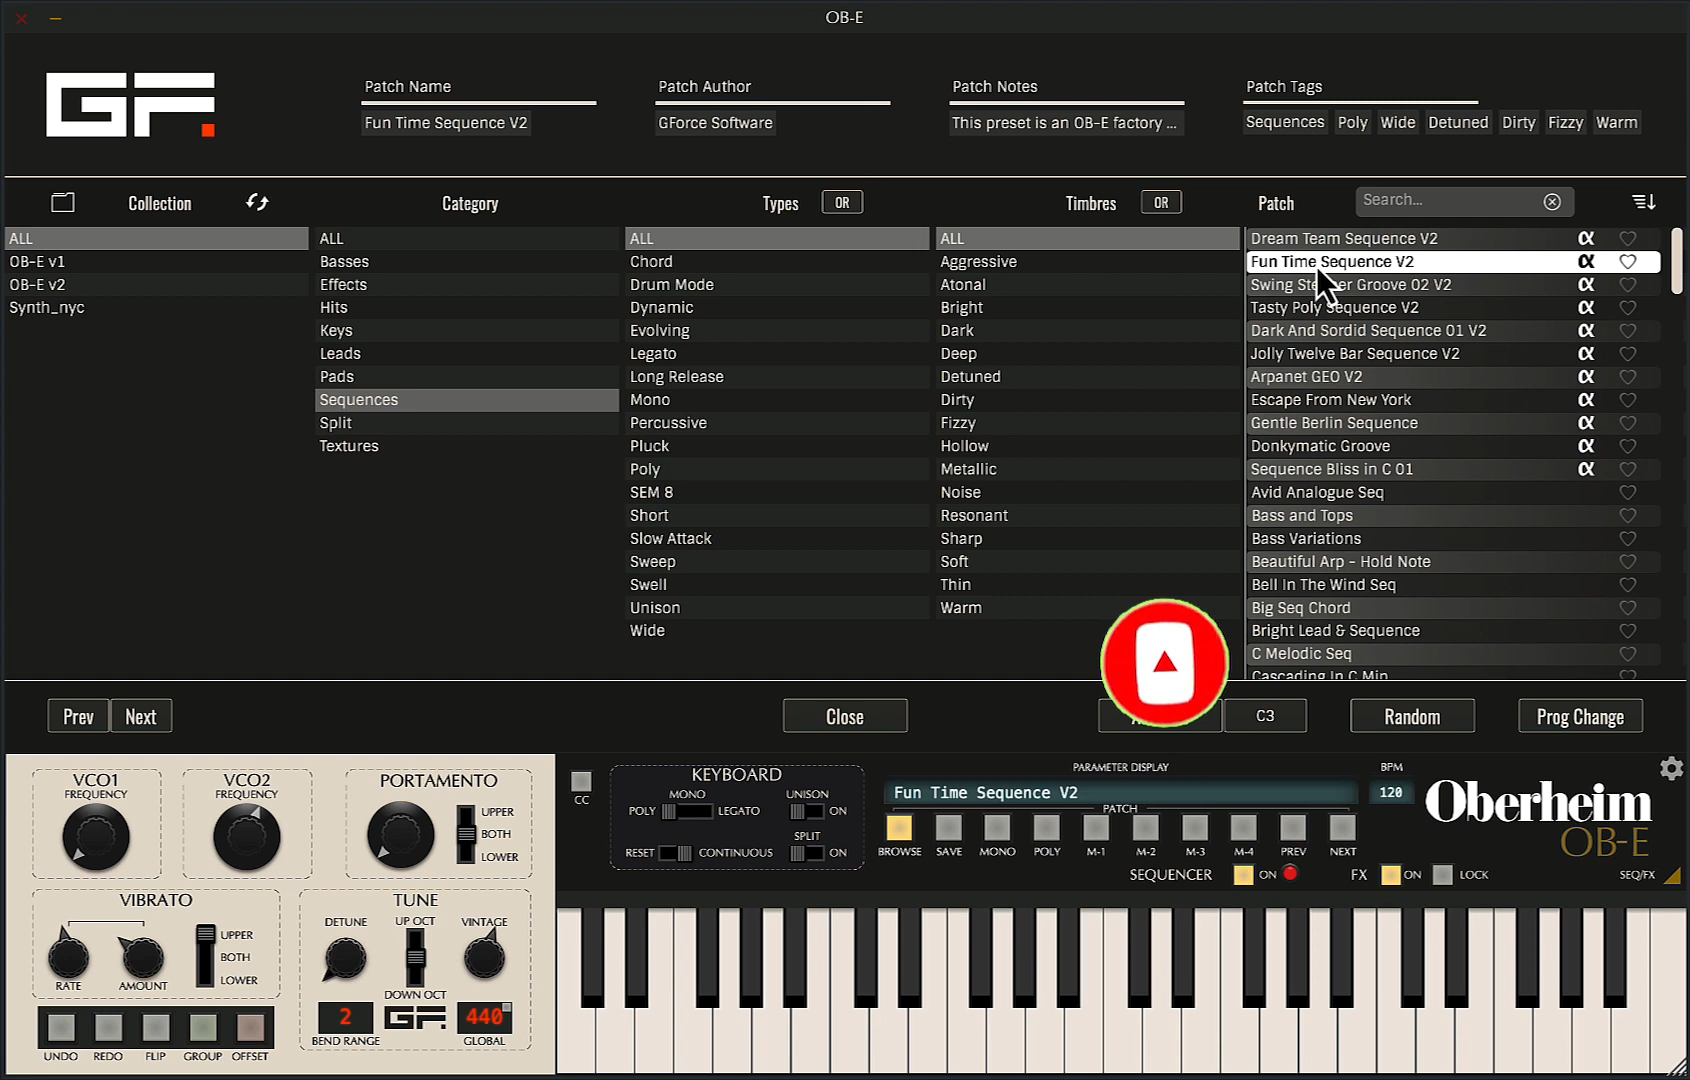 OB-E
GF.
Patch Name
Patch Author
Patch Notes
Patch Tags
Fun Time Sequence V2
GForce Software
This preset is an OB-E factory ...
Sequences Poly Wide Detuned Dirty Fizzy Warm
Collection
Category
Types OR
Timbres OR
Patch
Search...
ALL
OB-E v1
OB-E v2
Synth_nyc
ALL
Basses
Effects
Hits
Keys
Leads
Pads
Sequences
Split
Textures
ALL
Chord
Drum Mode
Dynamic
Evolving
Legato
Long Release
Mono
Percussive
Pluck
Poly
SEM 8
Short
Slow Attack
Sweep
Swell
Unison
Wide
ALL
Aggressive
Atonal
Bright
Dark
Deep
Detuned
Dirty
Fizzy
Hollow
Metallic
Noise
Resonant
Sharp
Soft
Thin
Warm
Dream Team Sequence V2 α
Fun Time Sequence V2 α
Swing Groove 02 V2 α
Tasty Poly Sequence V2 α
Dark And Sordid Sequence 01 V2 α
Jolly Twelve Bar Sequence V2 α
Arpanet GEO V2 α
Escape From New York α
Gentle Berlin Sequence α
Donkymatic Groove α
Sequence Bliss in C 01 α
Avid Analogue Seq
Bass and Tops
Bass Variations
Beautiful Arp - Hold Note
Bell In The Wind Seq
Big Seq Chord
Bright Lead & Sequence
C Melodic Seq
Cascading In C Min
Prev Next
Close
C3
Random
Prog Change
VCO1
FREQUENCY
VCO2
FREQUENCY
PORTAMENTO
UPPER
BOTH
LOWER
VIBRATO
RATE
AMOUNT
UPPER
BOTH
LOWER
TUNE
DETUNE
UP OCT
VINTAGE
DOWN OCT
2
GF.
440
BEND RANGE
GLOBAL
UNDO REDO FLIP GROUP OFFSET
CC
KEYBOARD
MONO
POLY LEGATO
UNISON
ON
SPLIT
RESET CONTINUOUS
ON
PARAMETER DISPLAY
Fun Time Sequence V2
PATCH
BPM
120
BROWSE SAVE MONO POLY M-1 M-2 M-3 M-4 PREV NEXT
SEQUENCER ON
FX ON LOCK
Oberheim
OB-E
SEQ/FX